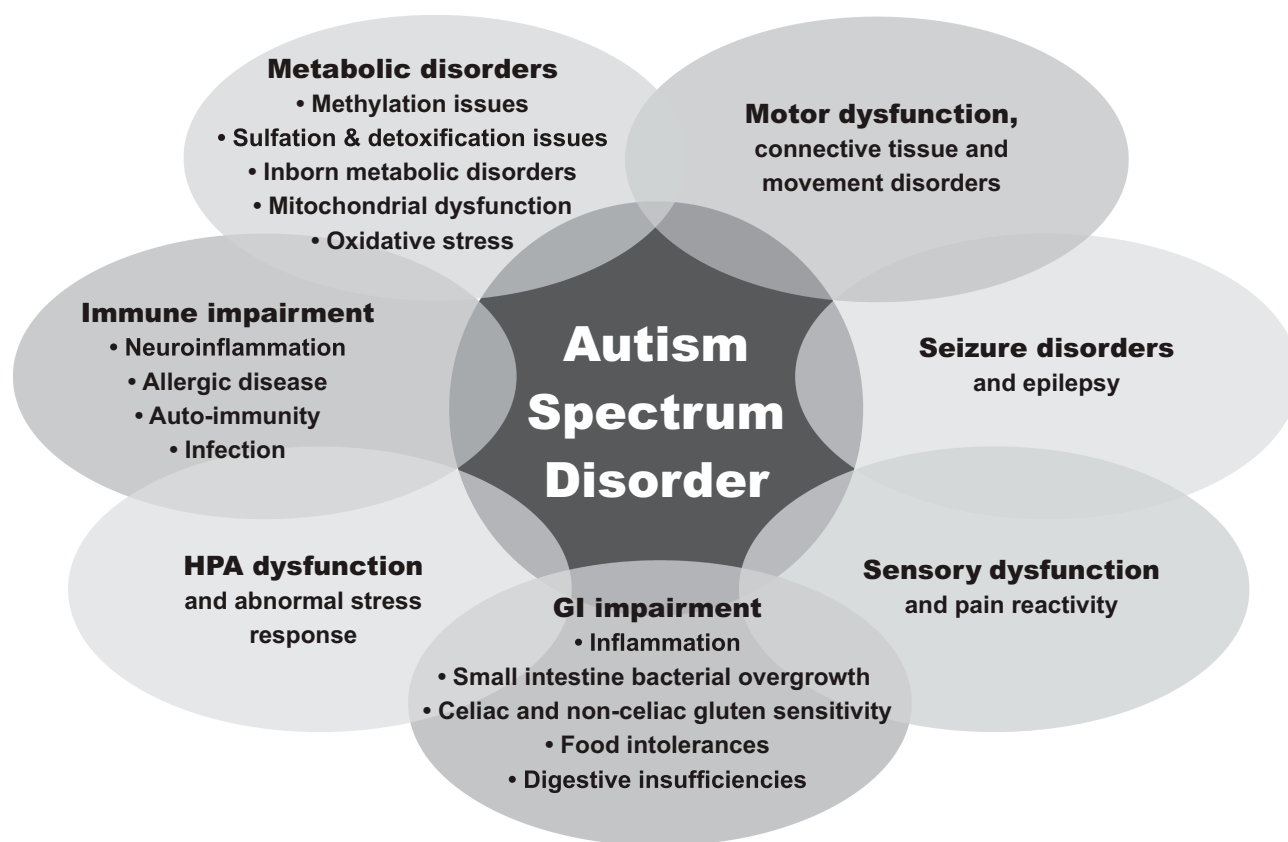 Metabolic disorders
• Methylation issues
• Sulfation & detoxification issues
• Inborn metabolic disorders
• Mitochondrial dysfunction
• Oxidative stress
Motor dysfunction,
connective tissue and
movement disorders
Immune impairment
• Neuroinflammation
• Allergic disease
• Auto-immunity
• Infection
Autism
Spectrum
Disorder
Seizure disorders
and epilepsy
HPA dysfunction
and abnormal stress
response
GI impairment
• Inflammation
• Small intestine bacterial overgrowth
• Celiac and non-celiac gluten sensitivity
• Food intolerances
• Digestive insufficiencies
Sensory dysfunction
and pain reactivity